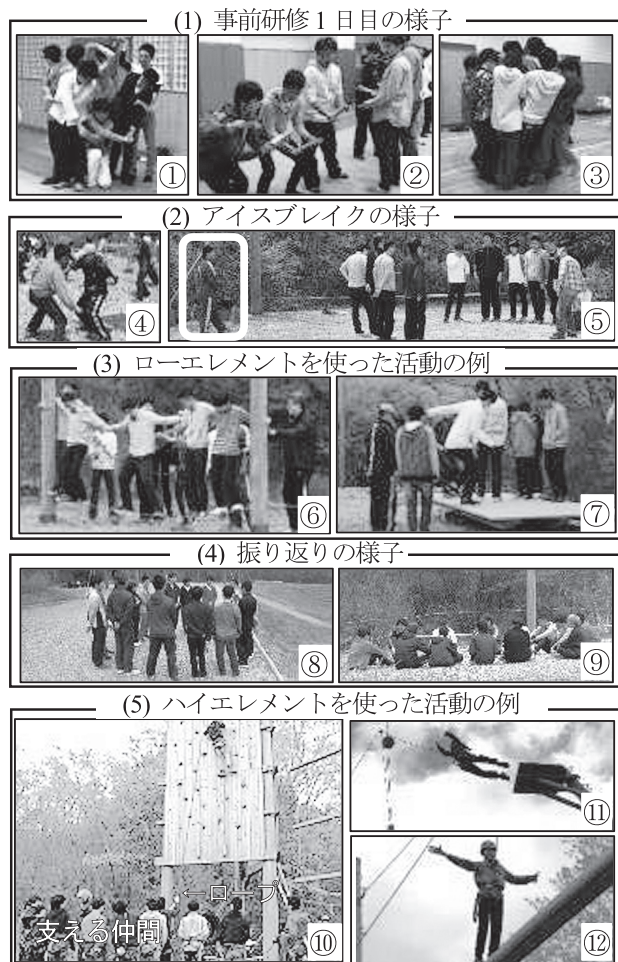 (1) 事前研修1日目の様子
①
②
③
(2) アイスブレイクの様子
④
⑤
(3) ローエレメントを使った活動の例
⑥
⑦
(4) 振り返りの様子
⑧
⑨
(5) ハイエレメントを使った活動の例
⑪
←ロープ
支える仲間
⑩
⑫